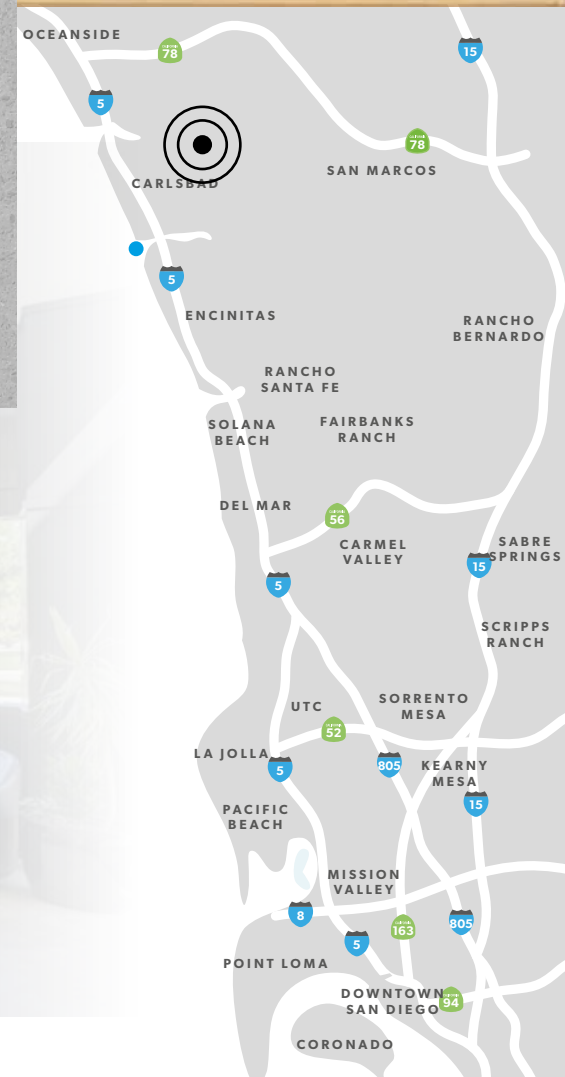 OCEANSIDE
78
15
5
78
SAN MARCOS
CARLSBAD
5
ENCINITAS
RANCHO
BERNARDO
RANCHO
SANTA FE
SOLANA
BEACH
FAIRBANKS
RANCH
DEL MAR
56
CARMEL
VALLEY
SABRE
SPRINGS
15
5
SCRIPPS
RANCH
UTC
SORRENTO
MESA
52
LA JOLLA
5
805
KEARNY
MESA
15
PACIFIC
BEACH
MISSION
VALLEY
8
163
805
5
POINT LOMA
DOWNTOWN
SAN DIEGO
94
CORONADO